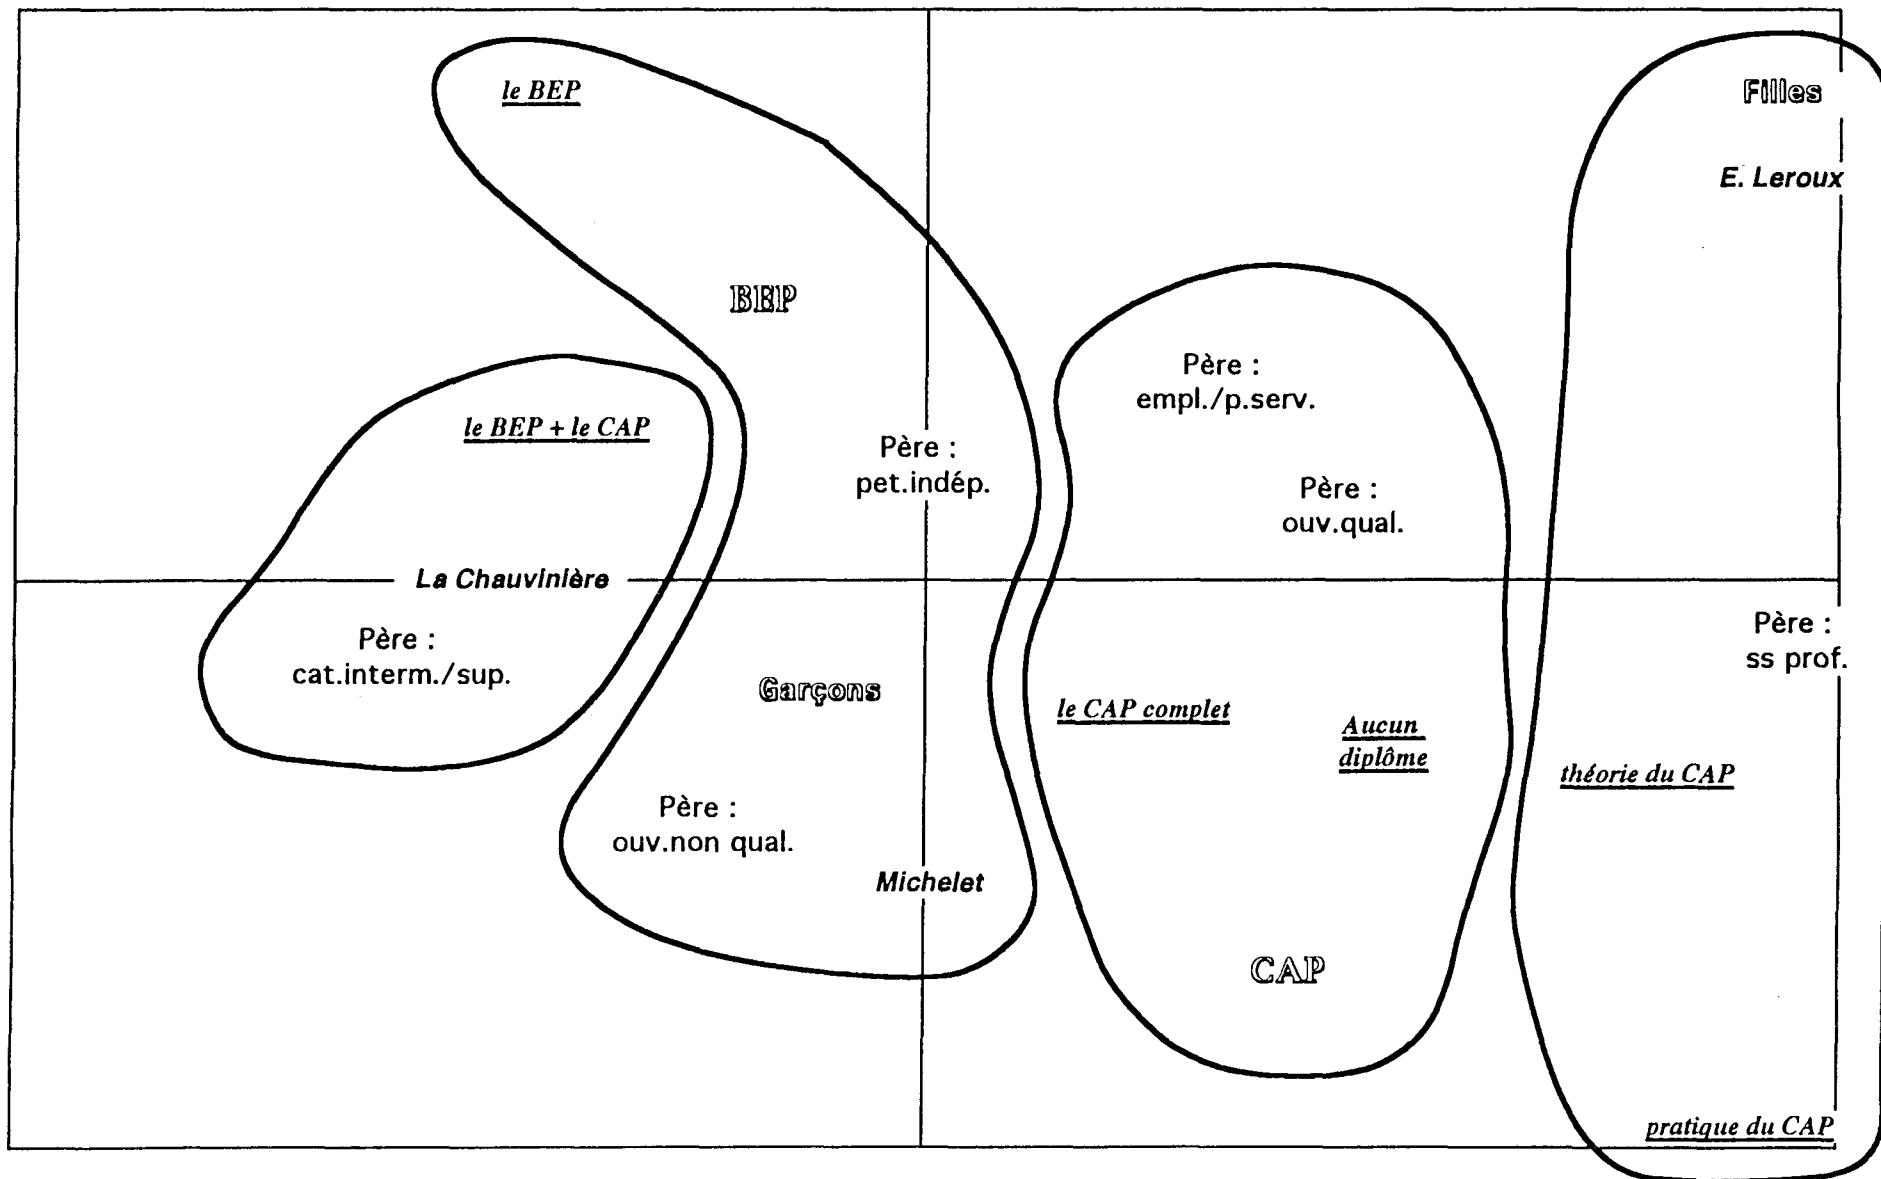 le BEP
Filles
E. Leroux
BEP
Père :
empl./p.serv.
le BEP + le CAP
Père :
pet.indép.
Père :
ouv.qual.
La Chauvinière
Père :
cat.interm./sup.
Père :
ss prof.
Garçons
le CAP complet
Aucun
diplôme
théorie du CAP
Père :
ouv.non qual.
Michelet
CAP
pratique du CAP